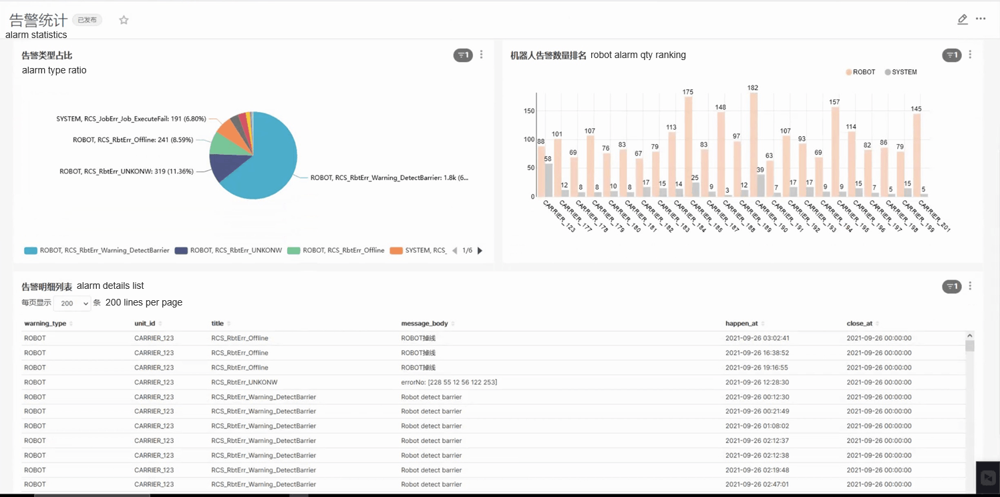 告警统计 已发布
alarm statistics
告警类型占比
alarm type ratio
1
SYSTEM, RCS_JobErr_Job_ExecuteFail: 191 (6.80%)
ROBOT, RCS_RbtErr_Offline: 241 (8.59%)
ROBOT, RCS_RbtErr_UNKONW: 319 (11.36%)
ROBOT, RCS_RbtErr_Warning_DetectBarrier: 1.8k (6...
ROBOT, RCS_RbtErr_Warning_DetectBarrier ROBOT, RCS_RbtErr_UNKONW ROBOT, RCS_RbtErr_Offline SYSTEM, RCS_ 1/6
机器人告警数量排名 robot alarm qty ranking
1
ROBOT SYSTEM
150
100
50
0
88 101 69 107 76 83 67 79 113 175 83 148 97 182 63 107 93 69 157 114 82 86 79 145
58 12 8 8 10 8 17 15 14 25 9 3 12 39 7 17 17 9 9 15 7 5 15 5
CARRIER_123
CARRIER_177
CARRIER_178
CARRIER_179
CARRIER_180
CARRIER_181
CARRIER_182
CARRIER_183
CARRIER_184
CARRIER_185
CARRIER_187
CARRIER_188
CARRIER_189
CARRIER_190
CARRIER_191
CARRIER_192
CARRIER_193
CARRIER_194
CARRIER_195
CARRIER_196
CARRIER_197
CARRIER_198
CARRIER_199
CARRIER_201
告警明细列表 alarm details list
1
每页显示 200 条 200 lines per page
warning_type unit_id title message_body happen_at close_at
ROBOT CARRIER_123 RCS_RbtErr_Offline ROBOT掉线 2021-09-26 03:02:41 2021-09-26 00:00:00
ROBOT CARRIER_123 RCS_RbtErr_Offline ROBOT掉线 2021-09-26 16:38:52 2021-09-26 00:00:00
ROBOT CARRIER_123 RCS_RbtErr_Offline ROBOT掉线 2021-09-26 19:16:55 2021-09-26 00:00:00
ROBOT CARRIER_123 RCS_RbtErr_UNKONW errorNo: [228 55 12 56 122 253] 2021-09-26 12:28:30 2021-09-26 00:00:00
ROBOT CARRIER_123 RCS_RbtErr_Warning_DetectBarrier Robot detect barrier 2021-09-26 00:12:30 2021-09-26 00:00:00
ROBOT CARRIER_123 RCS_RbtErr_Warning_DetectBarrier Robot detect barrier 2021-09-26 00:21:49 2021-09-26 00:00:00
ROBOT CARRIER_123 RCS_RbtErr_Warning_DetectBarrier Robot detect barrier 2021-09-26 01:08:02 2021-09-26 00:00:00
ROBOT CARRIER_123 RCS_RbtErr_Warning_DetectBarrier Robot detect barrier 2021-09-26 02:12:37 2021-09-26 00:00:00
ROBOT CARRIER_123 RCS_RbtErr_Warning_DetectBarrier Robot detect barrier 2021-09-26 02:12:38 2021-09-26 00:00:00
ROBOT CARRIER_123 RCS_RbtErr_Warning_DetectBarrier Robot detect barrier 2021-09-26 02:19:48 2021-09-26 00:00:00
ROBOT CARRIER_123 RCS_RbtErr_Warning_DetectBarrier Robot detect barrier 2021-09-26 02:47:01 2021-09-26 00:00:00